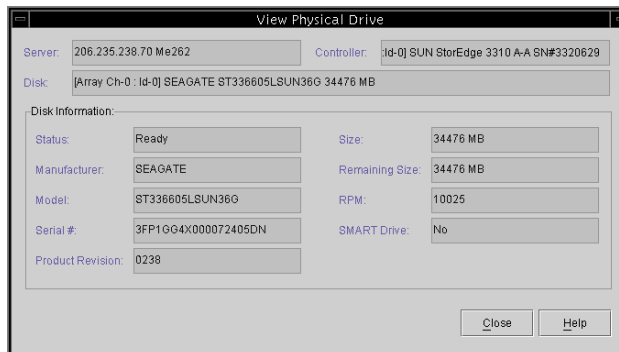 View Physical Drive
Server: 206.235.238.70 Me262 Controller: :Id-0] SUN StorEdge 3310 A-A SN#3320629
Disk: [Array Ch-0 : Id-0] SEAGATE ST336605LSUN36G 34476 MB
Disk Information:
Status: Ready Size: 34476 MB
Manufacturer: SEAGATE Remaining Size: 34476 MB
Model: ST336605LSUN36G RPM: 10025
Serial #: 3FP1GG4X000072405DN SMART Drive: No
Product Revision: 0238
Close Help